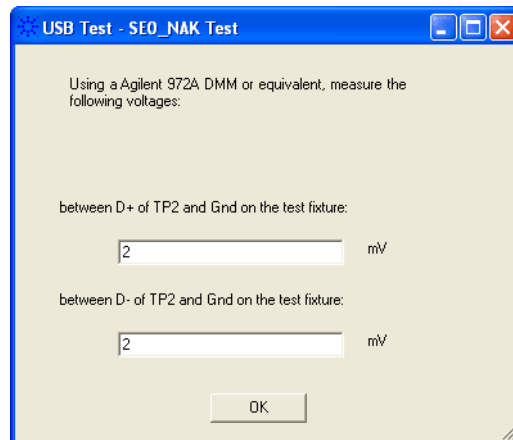 USB Test - SE0_NAK Test
Using a Agilent 972A DMM or equivalent, measure the
following voltages:
between D+ of TP2 and Gnd on the test fixture:
2 mV
between D- of TP2 and Gnd on the test fixture:
2 mV
OK